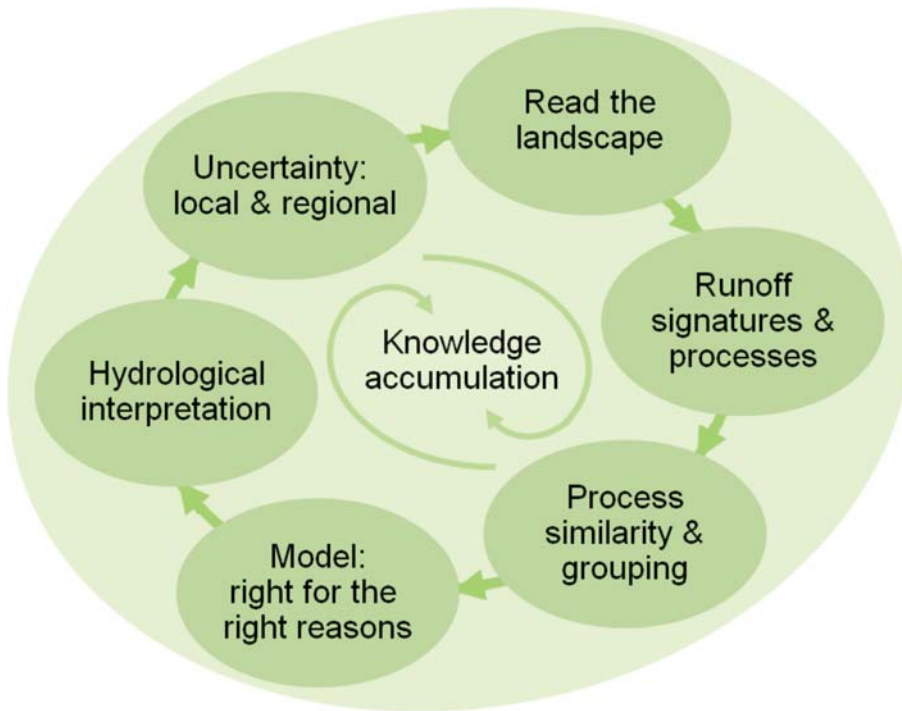 Read the
landscape
Uncertainty:
local & regional
Runoff
signatures &
processes
Knowledge
accumulation
Hydrological
interpretation
Process
similarity &
grouping
Model:
right for the
right reasons